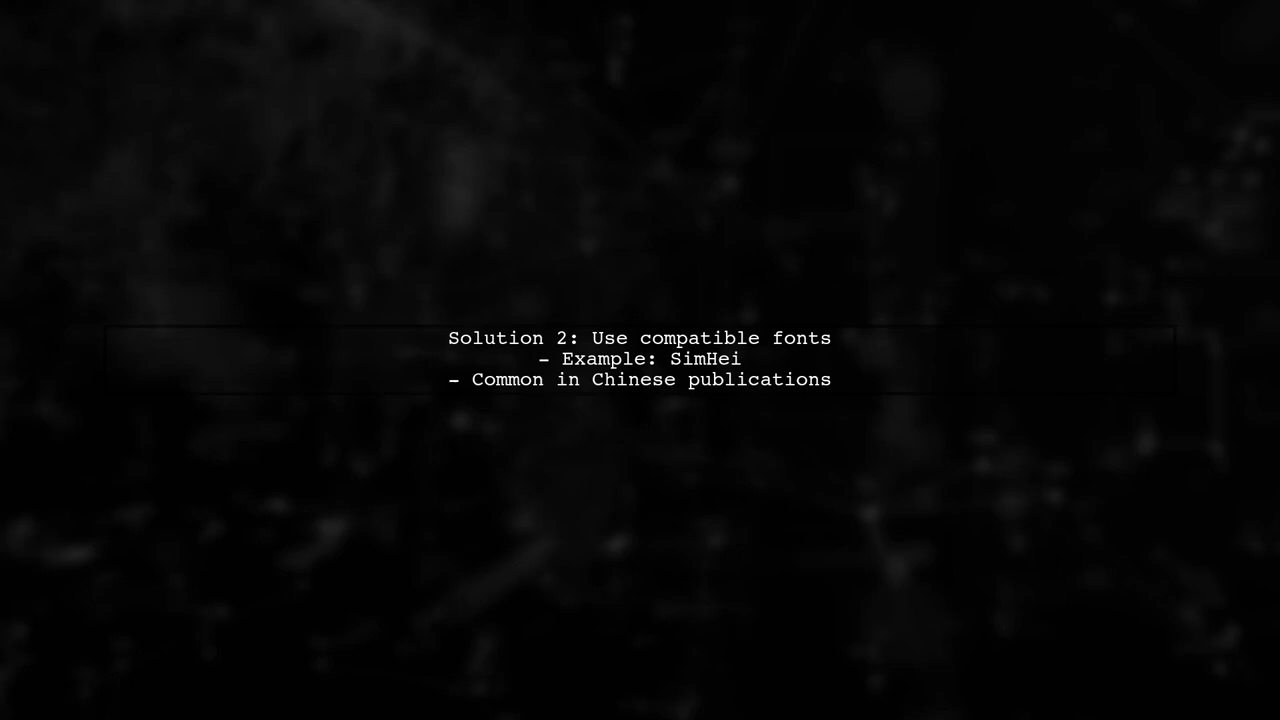 Solution 2: Use compatible fonts
- Example: SimHei
- Common in Chinese publications